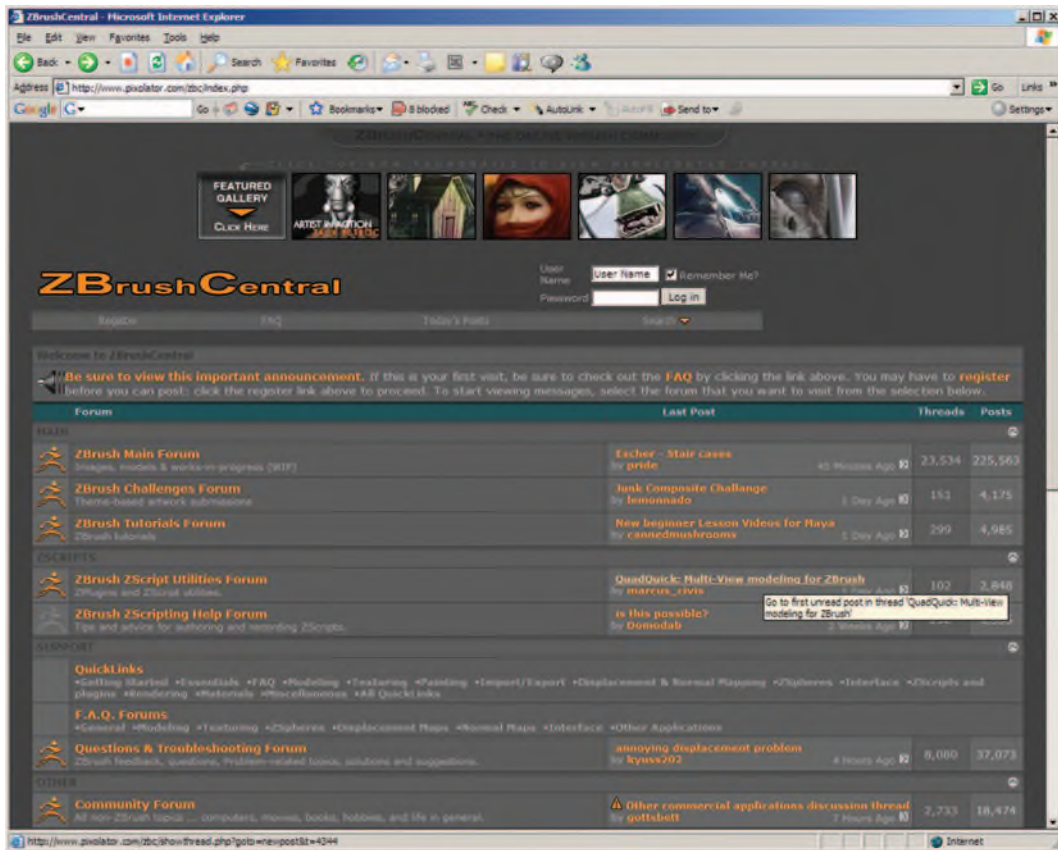 ZBrushCentral - Microsoft Internet Explorer
File Edit View Favorites Tools Help
Back Search Favorites
Address http://www.pixolator.com/zbc/index.php Go Links
Google G Go Bookmarks 8 blocked Check AutoLink AutoFill Send to Settings
FEATURED GALLERY CLICK HERE
ARTIST IN ACTION
ZBrushCentral
User Name User Name Remember Me?
Password Log in
Register FAQ Today's Posts Search
Welcome to ZBrushCentral
Be sure to view this important announcement. If this is your first visit, be sure to check out the FAQ by clicking the link above. You may have to register
before you can post: click the register link above to proceed. To start viewing messages, select the forum that you want to visit from the selection below.
Forum Last Post Threads Posts
MAIN
ZBrush Main Forum Escher - Stair cases
Images, models & works-in-progress (WIP) by pride 45 Minutes Ago 23,534 225,563
ZBrush Challenges Forum Junk Composite Challange
Theme-based artwork submissions by lemonnado 1 Day Ago 151 4,175
ZBrush Tutorials Forum New beginner Lesson Videos for Maya
ZBrush tutorials by cannedmushrooms 1 Day Ago 299 4,985
ZSCRIPTS
ZBrush ZScript Utilities Forum QuadQuick: Multi-View modeling for ZBrush
ZPlugins and ZScript utilities. by marcus_civis 102 2,848
Go to first unread post in thread 'QuadQuick: Multi-View
modeling for ZBrush'
ZBrush ZScripting Help Forum is this possible?
Tips and advice for authoring and recording ZScripts. by Domodab 2 Weeks Ago
SUPPORT
QuickLinks
•Getting Started •Essentials •FAQ •Modeling •Texturing •Painting •Import/Export •Displacement & Normal Mapping •ZSpheres •Interface •ZScripts and
plugins •Rendering •Materials •Miscellaneous •All QuickLinks
F.A.Q. Forums
•General •Modeling •Texturing •ZSpheres •Displacement Maps •Normal Maps •Interface •Other Applications
Questions & Troubleshooting Forum annoying displacement problem
ZBrush feedback, questions, Problem-related topics, solutions and suggestions. by kyuss202 4 Hours Ago 8,080 37,073
OTHER
Community Forum Other commercial applications discussion thread
All non-ZBrush topics ... computers, movies, books, hobbies, and life in general. by gottsbett 7 Hours Ago 2,733 18,474
http://www.pixolator.com/zbc/showthread.php?goto=newpost&t=4344 Internet